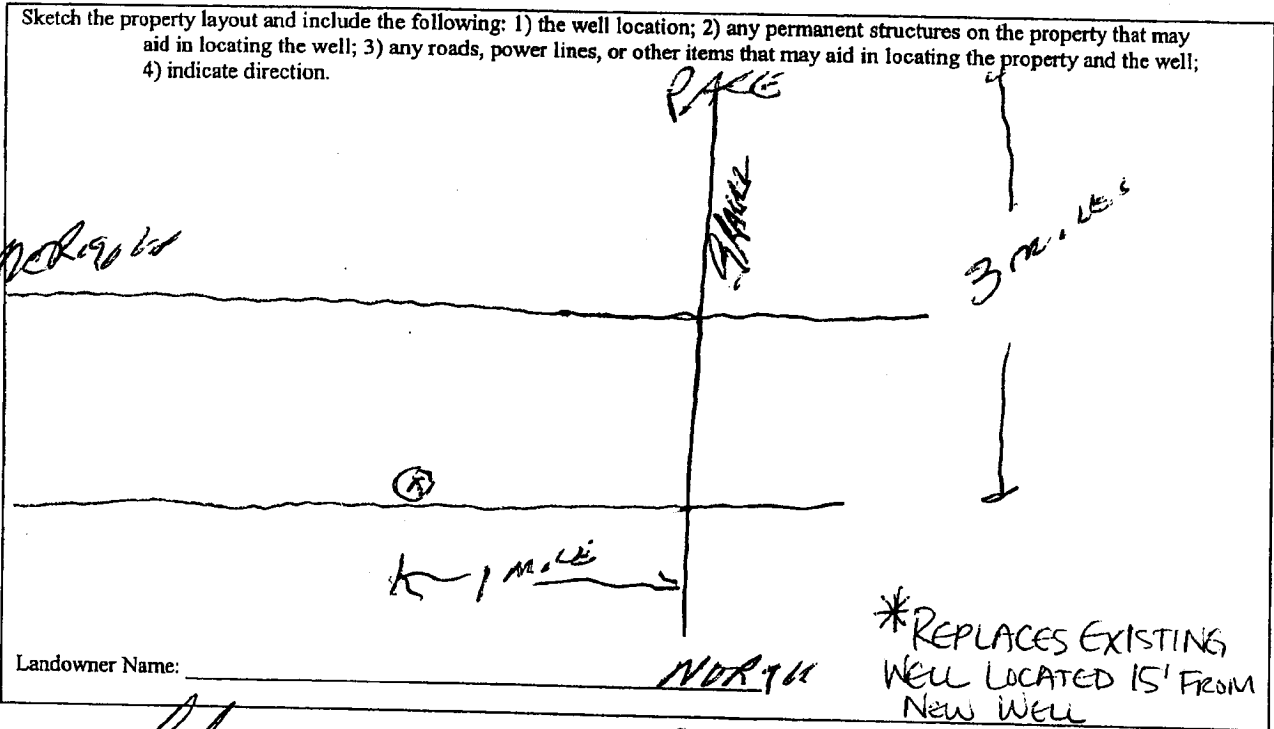 Sketch the property layout and include the following: 1) the well location; 2) any permanent structures on the property that may
aid in locating the well; 3) any roads, power lines, or other items that may aid in locating the property and the well;
4) indicate direction.
PACE
3 MiLES
1 MiLE
*REPLACES EXISTING
WELL LOCATED 15' FROM
NEW WELL
Landowner Name:
NORTH